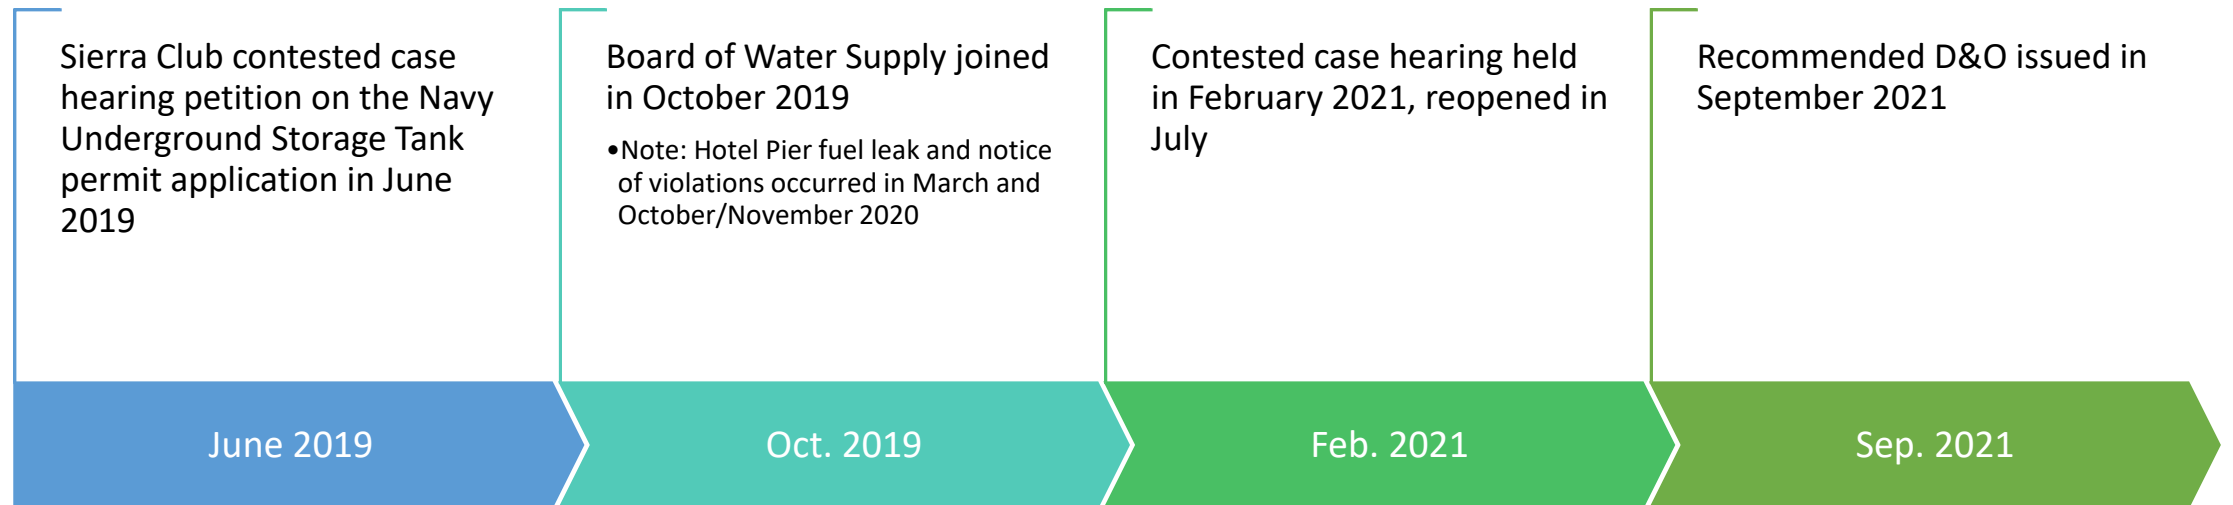 Sierra Club contested case
hearing petition on the Navy
Underground Storage Tank
permit application in June
2019
Board of Water Supply joined
in October 2019
•Note: Hotel Pier fuel leak and notice
of violations occurred in March and
October/November 2020
Contested case hearing held
in February 2021, reopened in
July
Recommended D&O issued in
September 2021
June 2019
Oct. 2019
Feb. 2021
Sep. 2021